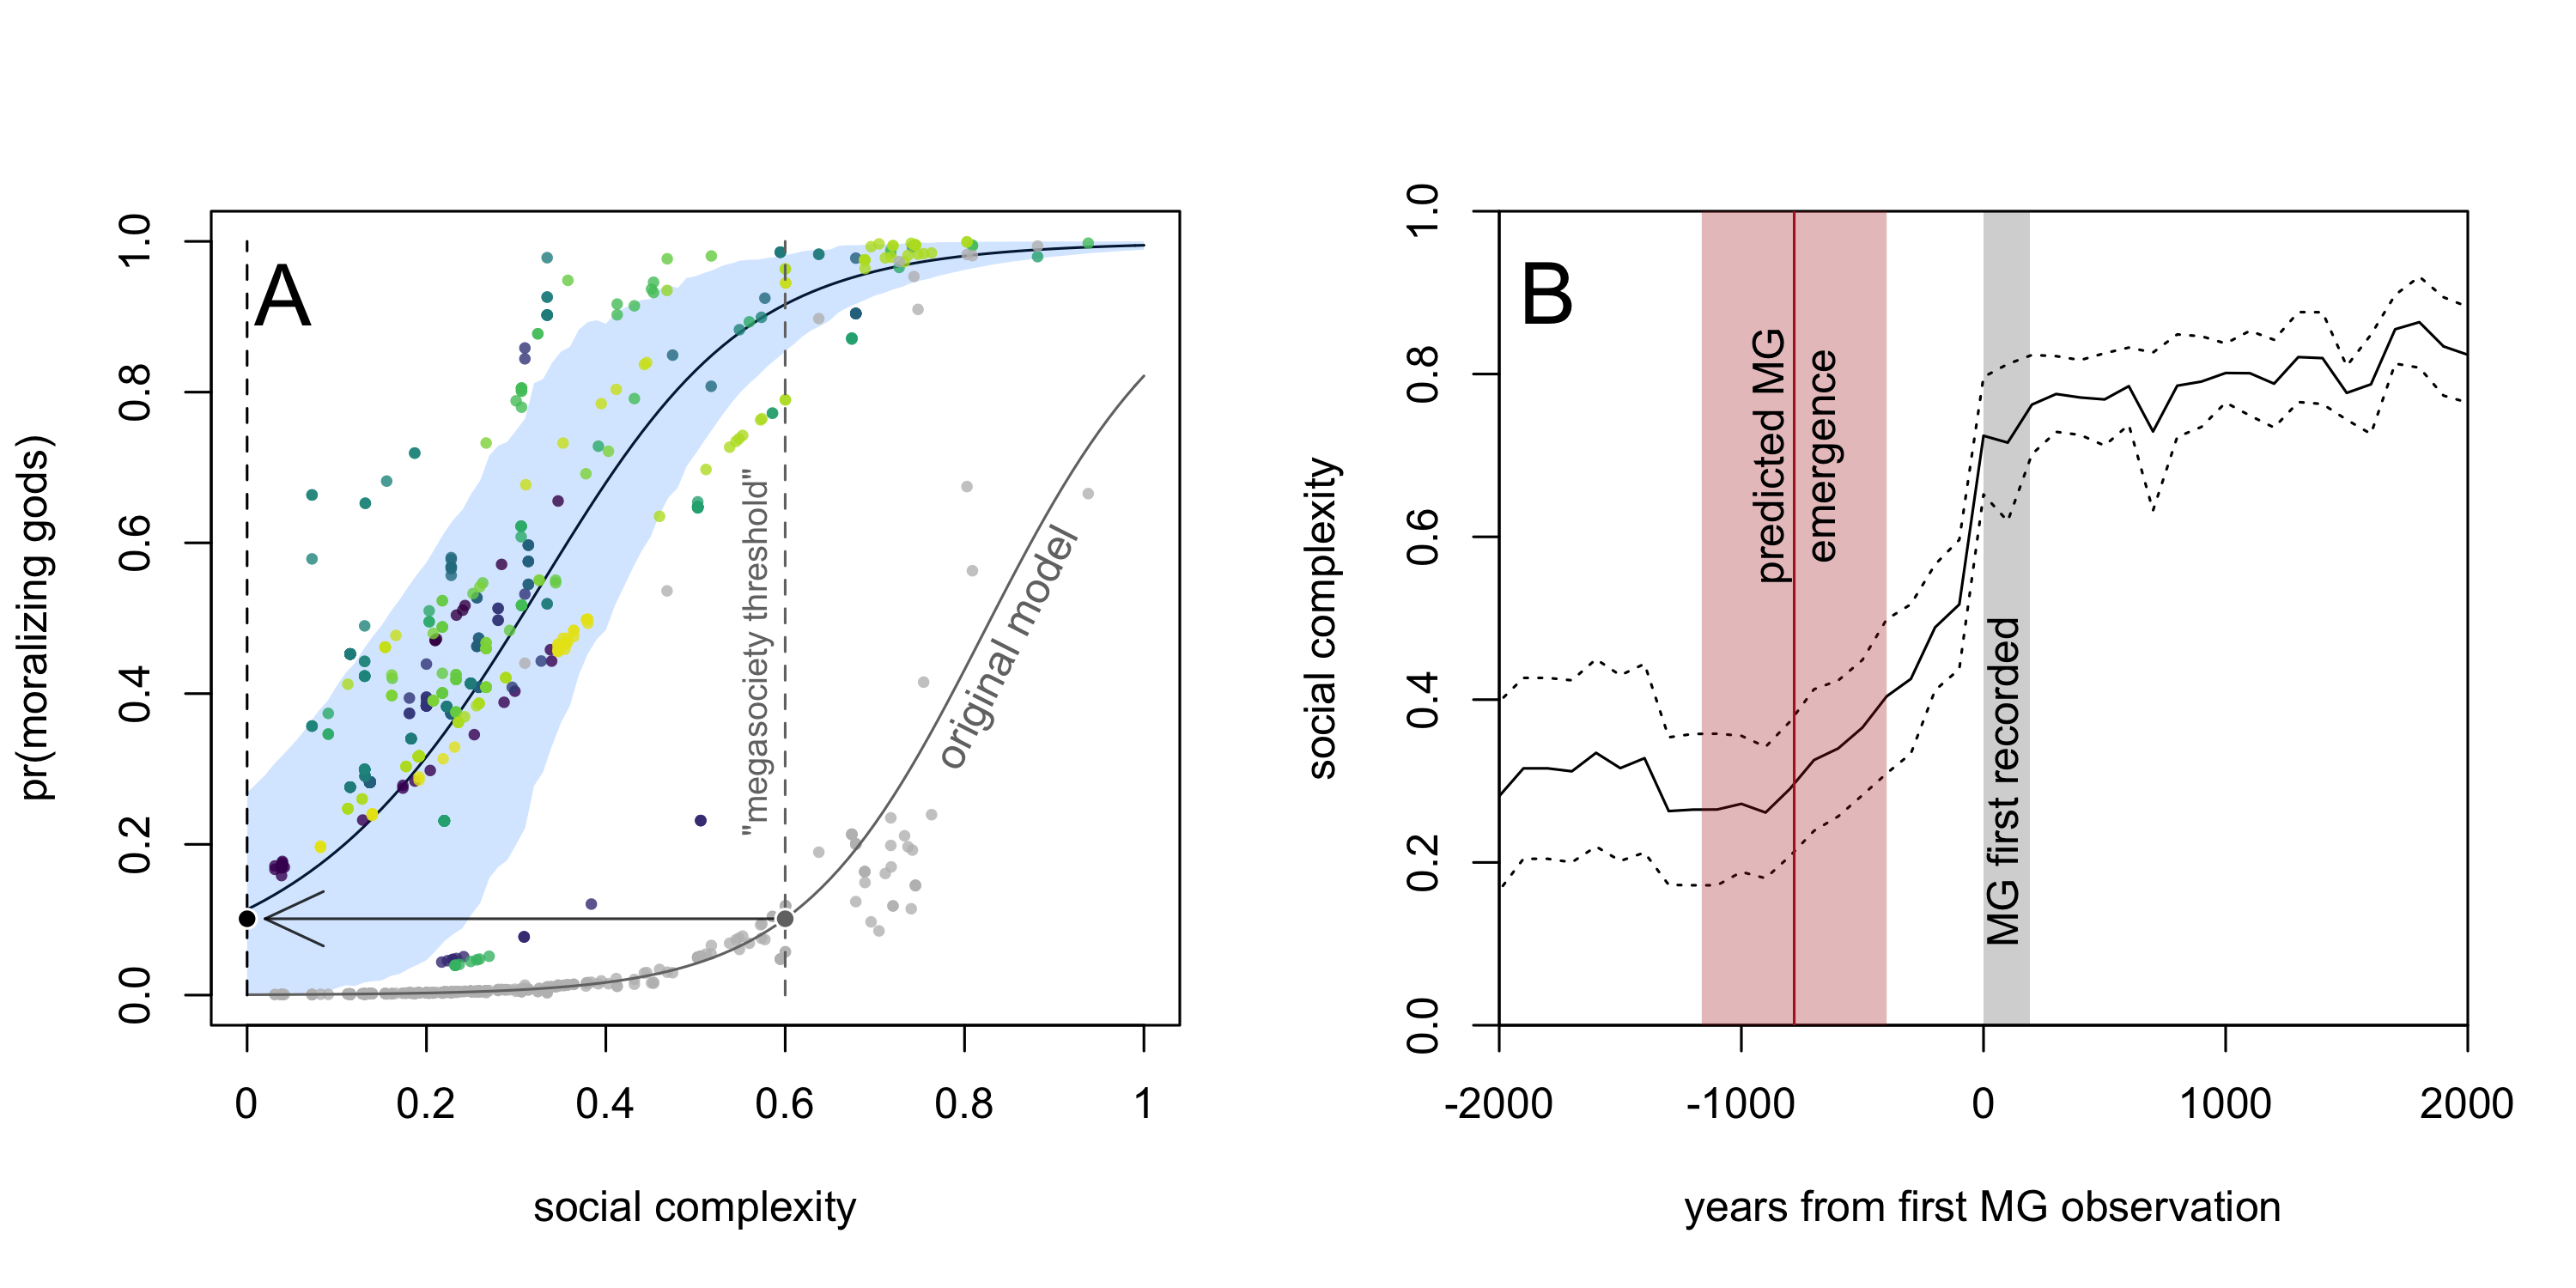 A
pr(moralizing gods)
0.0
0.2
0.4
0.6
0.8
1.0
"megasociety threshold"
original model
0
0.2
0.4
0.6
0.8
1
social complexity
B
social complexity
0.0
0.2
0.4
0.6
0.8
1.0
predicted MG
emergence
MG first recorded
-2000
-1000
0
1000
2000
years from first MG observation